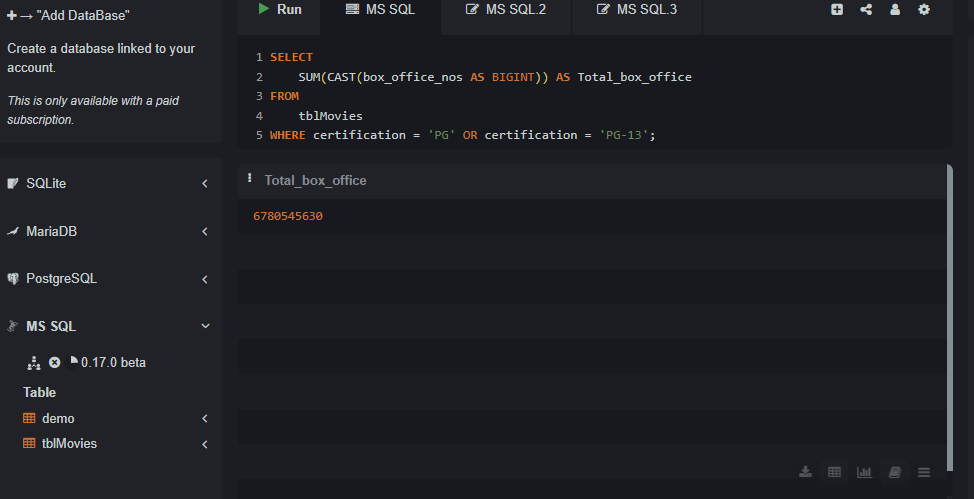 "Add DataBase"
Create a database linked to your
account.
This is only available with a paid
subscription.
SQLite
MariaDB
PostgreSQL
MS SQL
0.17.0 beta
Table
demo
tblMovies
Run
MS SQL
MS SQL.2
MS SQL.3
1 SELECT
2 SUM(CAST(box_office_nos AS BIGINT)) AS Total_box_office
3 FROM
4 tblMovies
5 WHERE certification = 'PG' OR certification = 'PG-13';
Total_box_office
6780545630